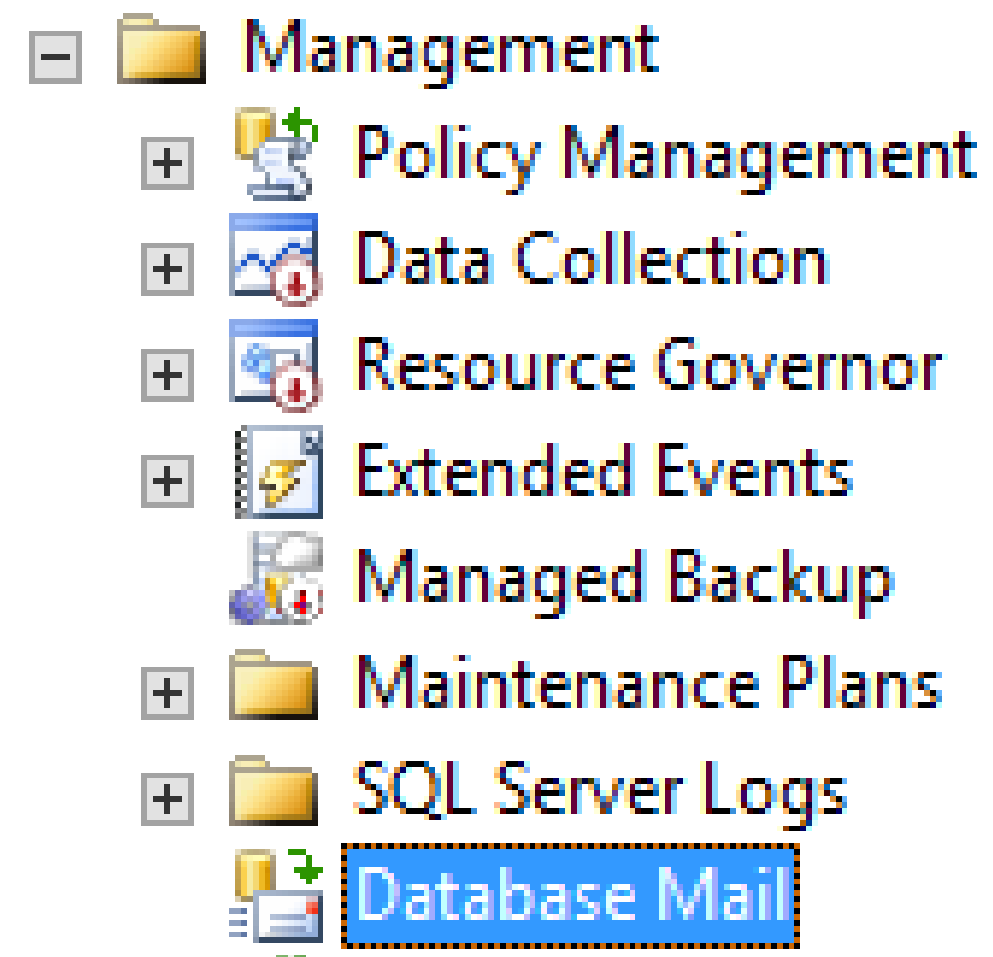 Management
Policy Management
Data Collection
Resource Governor
Extended Events
Managed Backup
Maintenance Plans
SQL Server Logs
Database Mail